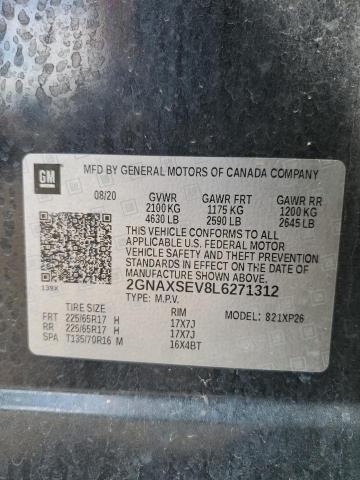 GM
MFD BY GENERAL MOTORS OF CANADA COMPANY
08/20 GVWR GAWR FRT GAWR RR
2100 KG 1175 KG 1200 KG
4630 LB 2590 LB 2645 LB
THIS VEHICLE CONFORMS TO ALL
APPLICABLE U.S. FEDERAL MOTOR
VEHICLE SAFETY AND THEFT PREVENTION
STANDARDS IN EFFECT ON THE DATE OF
MANUFACTURE SHOWN ABOVE.
139X
2GNAXSEV8L6271312
TYPE: M.P.V.
TIRE SIZE RIM MODEL: 821XP26
FRT 225/65R17 H 17X7J
RR 225/65R17 H 17X7J
SPA T135/70R16 M 16X4BT